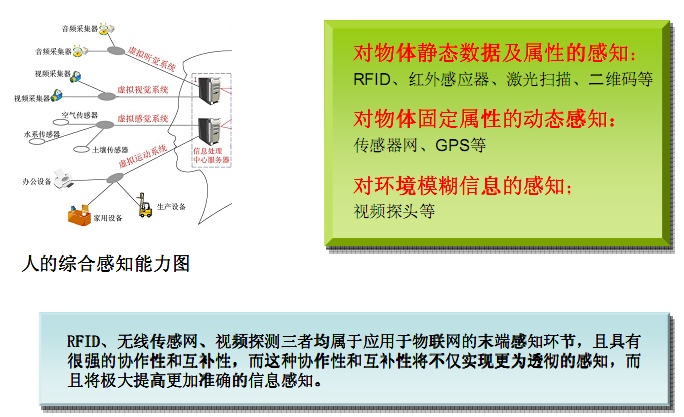 音频采集器
音频采集器
虚拟听觉系统
视频采集器
视频采集器
虚拟视觉系统
空气传感器
虚拟感觉系统
水系传感器
土壤传感器
虚拟运动系统
信息处理
中心服务器
办公设备
生产设备
家用设备
人的综合感知能力图
对物体静态数据及属性的感知：
RFID、红外感应器、激光扫描、二维码等
对物体固定属性的动态感知：
传感器网、GPS等
对环境模糊信息的感知：
视频探头等
RFID、无线传感网、视频探测三者均属于应用于物联网的末端感知环节，且具有
很强的协作性和互补性，而这种协作性和互补性将不仅实现更为透彻的感知，而
且将极大提高更加准确的信息感知。